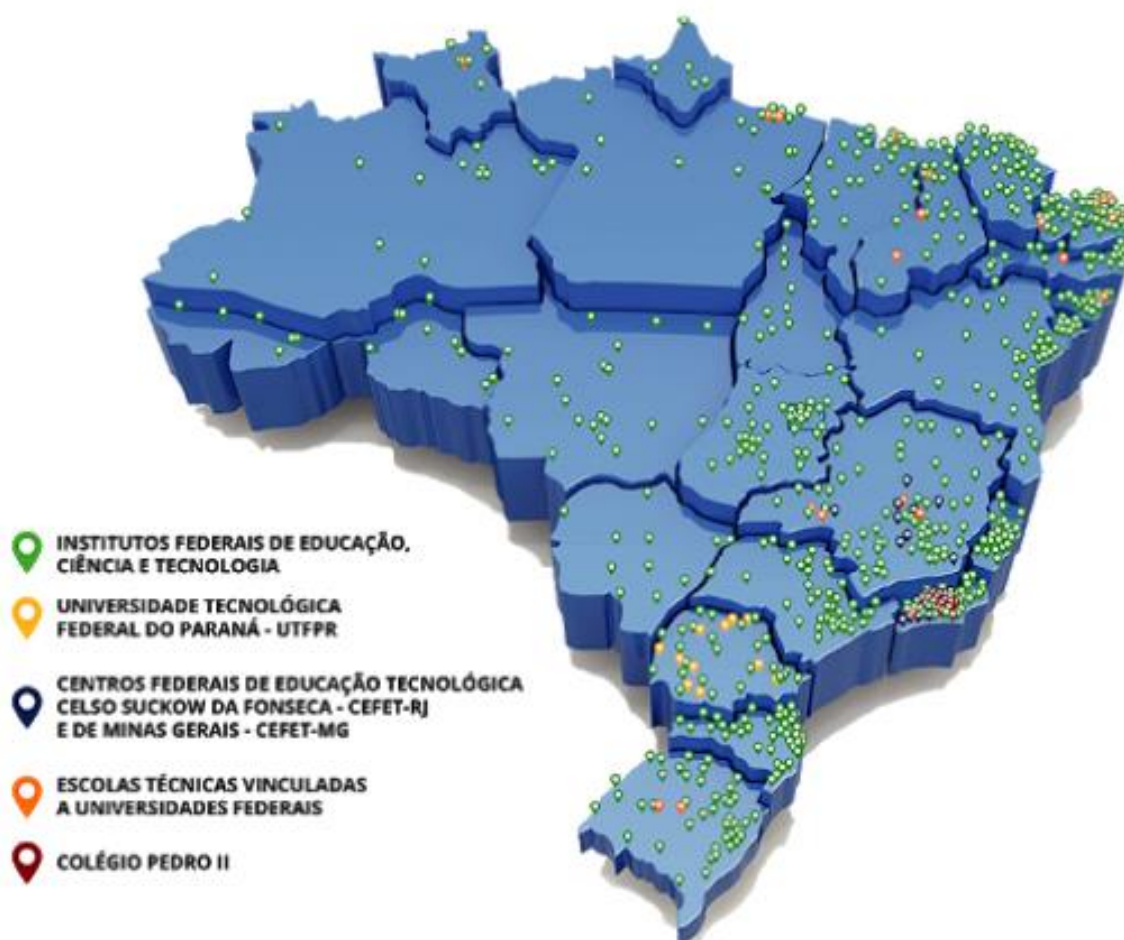 INSTITUTOS FEDERAIS DE EDUCAÇÃO,
CIÊNCIA E TECNOLOGIA
UNIVERSIDADE TECNOLÓGICA
FEDERAL DO PARANÁ - UTFPR
CENTROS FEDERAIS DE EDUCAÇÃO TECNOLÓGICA
CELSO SUCKOW DA FONSECA - CEFET-RJ
E DE MINAS GERAIS - CEFET-MG
ESCOLAS TÉCNICAS VINCULADAS
A UNIVERSIDADES FEDERAIS
COLÉGIO PEDRO II